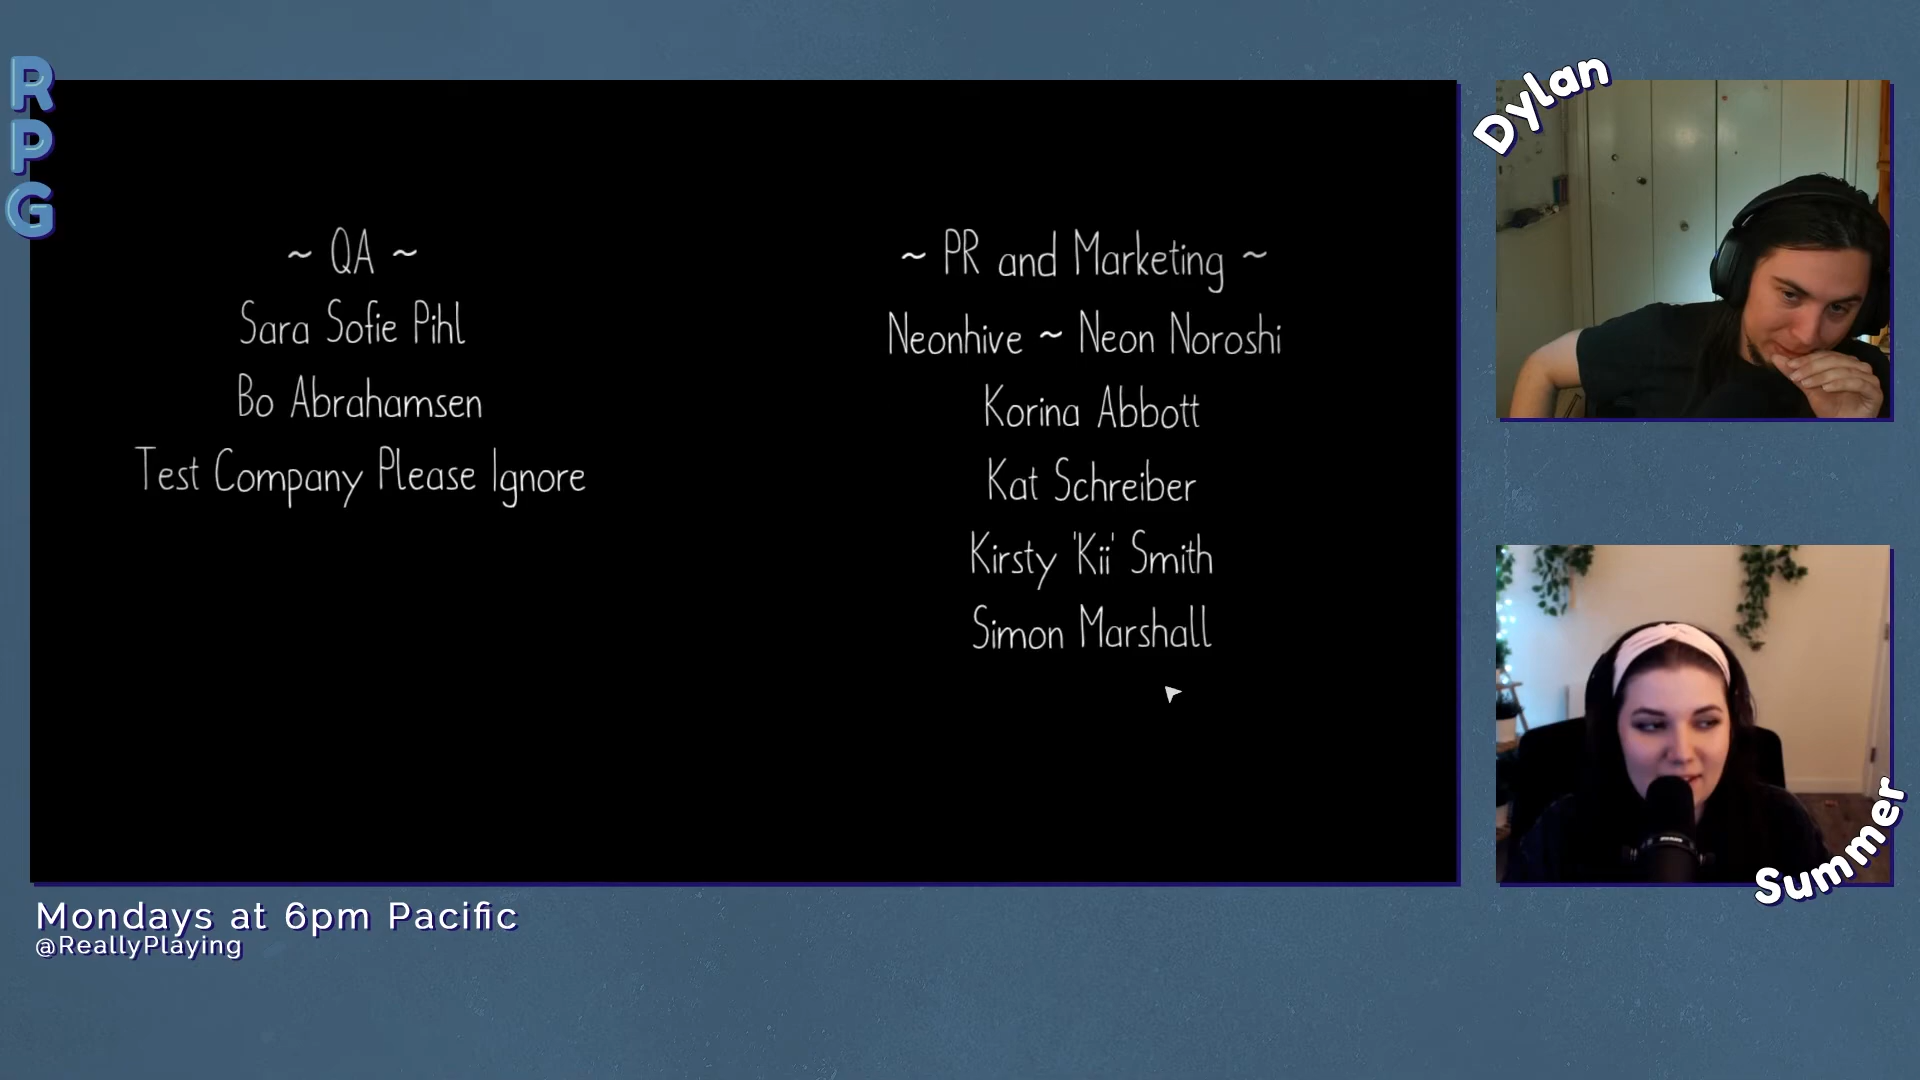 RPG
~ QA ~
Sara Sofie Pihl
Bo Abrahamsen
Test Company Please Ignore
~ PR and Marketing ~
Neonhive ~ Neon Noroshi
Korina Abbott
Kat Schreiber
Kirsty 'Kii' Smith
Simon Marshall
Dylan
Summer
Mondays at 6pm Pacific
@ReallyPlaying